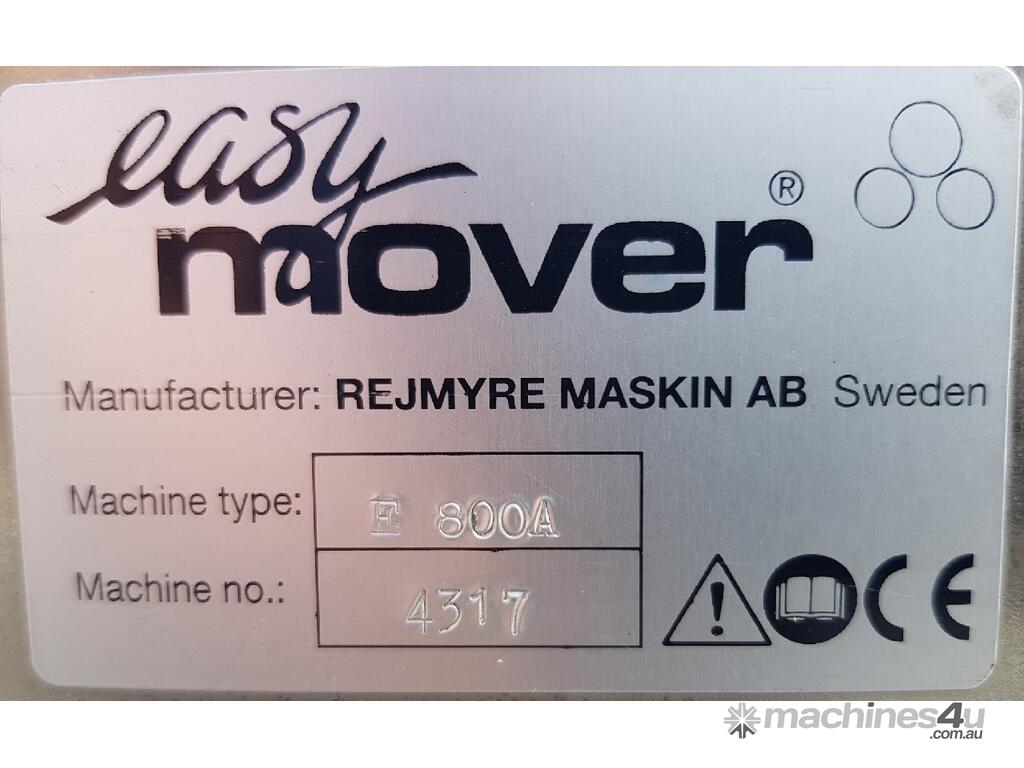 easy
mover ®
Manufacturer: REJMYRE MASKIN AB Sweden
Machine type: E 800A
Machine no.: 4317
CE
machines4u
.com.au